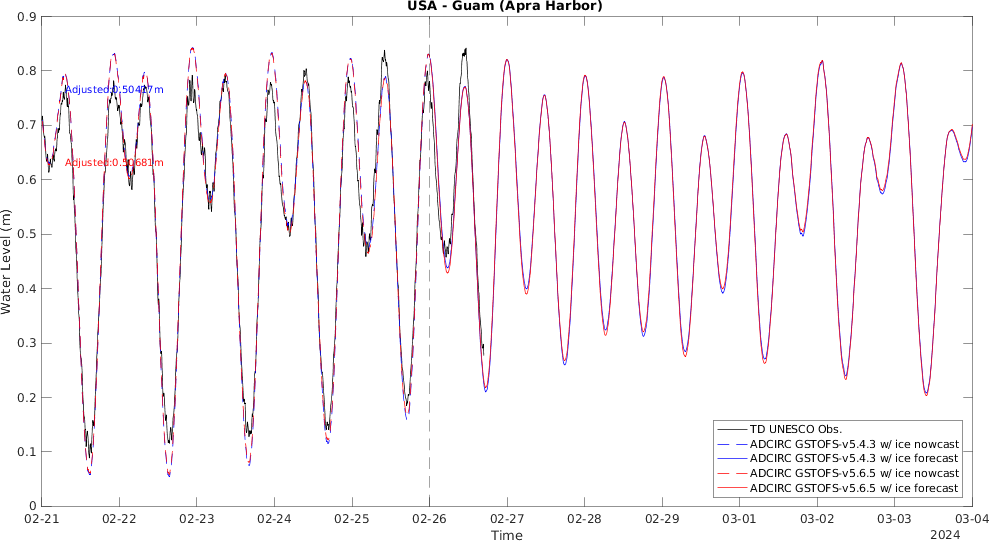 USA - Guam (Apra Harbor)
0.9
0.8
0.7
0.6
0.5
0.4
0.3
0.2
0.1
0
Water Level (m)
Adjusted:0.50437m
Adjusted:0.50681m
TD UNESCO Obs.
ADCIRC GSTOFS-v5.4.3 w/ ice nowcast
ADCIRC GSTOFS-v5.4.3 w/ ice forecast
ADCIRC GSTOFS-v5.6.5 w/ ice nowcast
ADCIRC GSTOFS-v5.6.5 w/ ice forecast
02-21 02-22 02-23 02-24 02-25 02-26 02-27 02-28 02-29 03-01 03-02 03-03 03-04
Time
2024